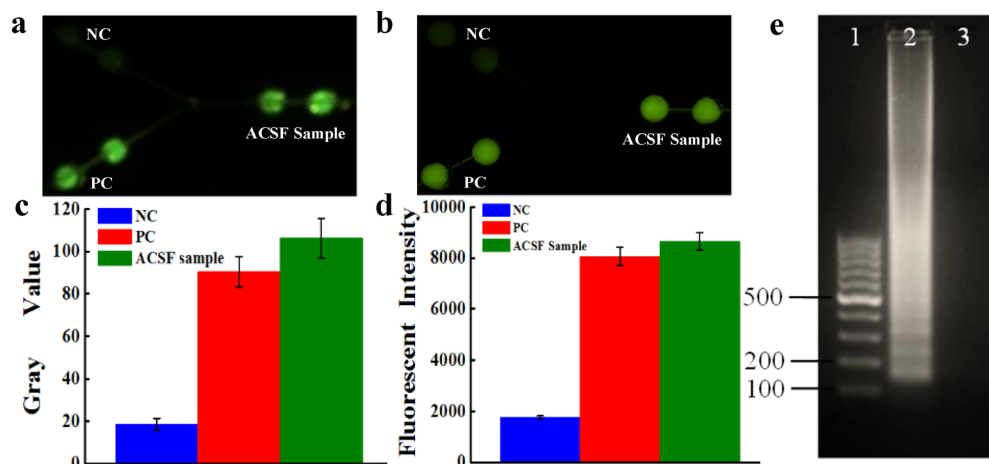 a
NC
ACSF Sample
PC
b
NC
ACSF Sample
PC
c
Gray Value
120
100
80
60
40
20
0
NC
PC
ACSF sample
d
Fluorescent Intensity
10000
8000
6000
4000
2000
0
NC
PC
ACSF Sample
e
1 2 3
500
200
100